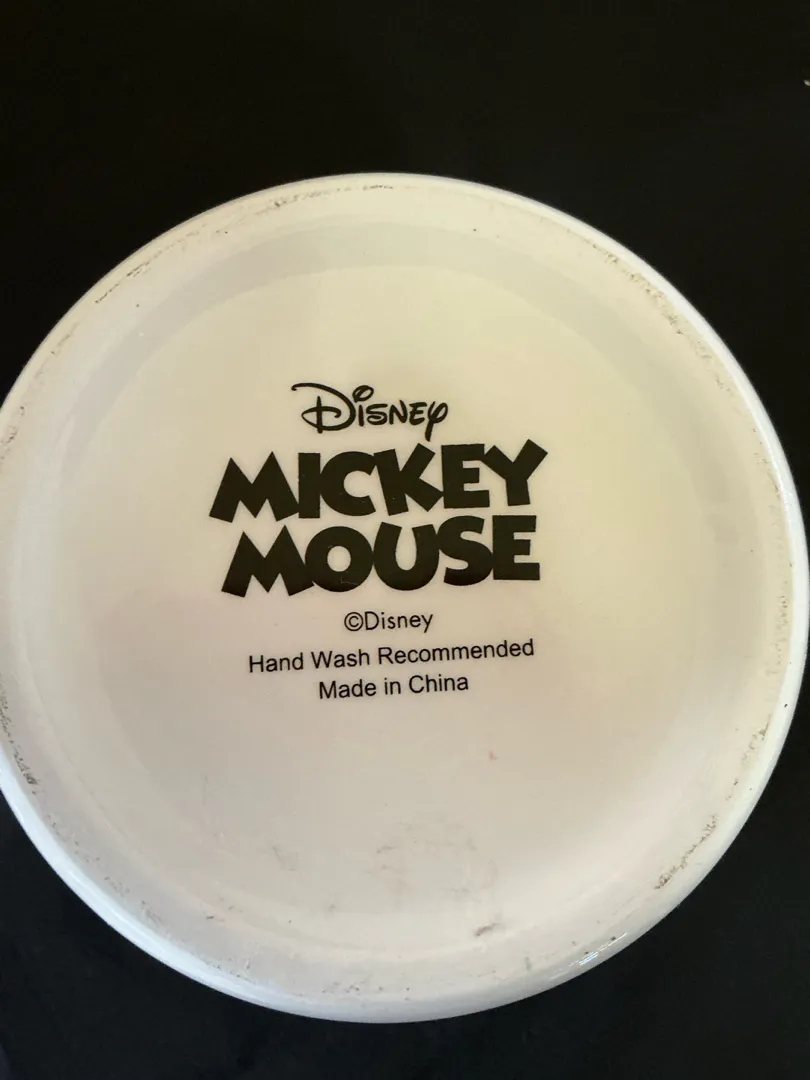 Disney
MICKEY
MOUSE
©Disney
Hand Wash Recommended
Made in China